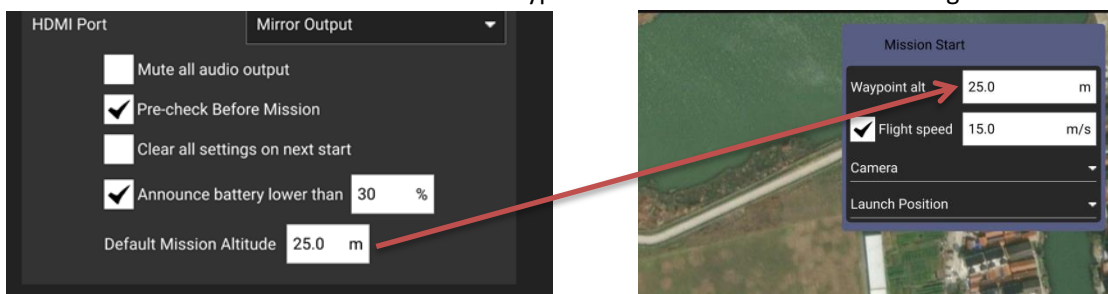 HDMI Port Mirror Output
Mute all audio output
Pre-check Before Mission
Clear all settings on next start
Announce battery lower than 30 %
Default Mission Altitude 25.0 m
Mission Start
Waypoint alt 25.0 m
Flight speed 15.0 m/s
Camera
Launch Position